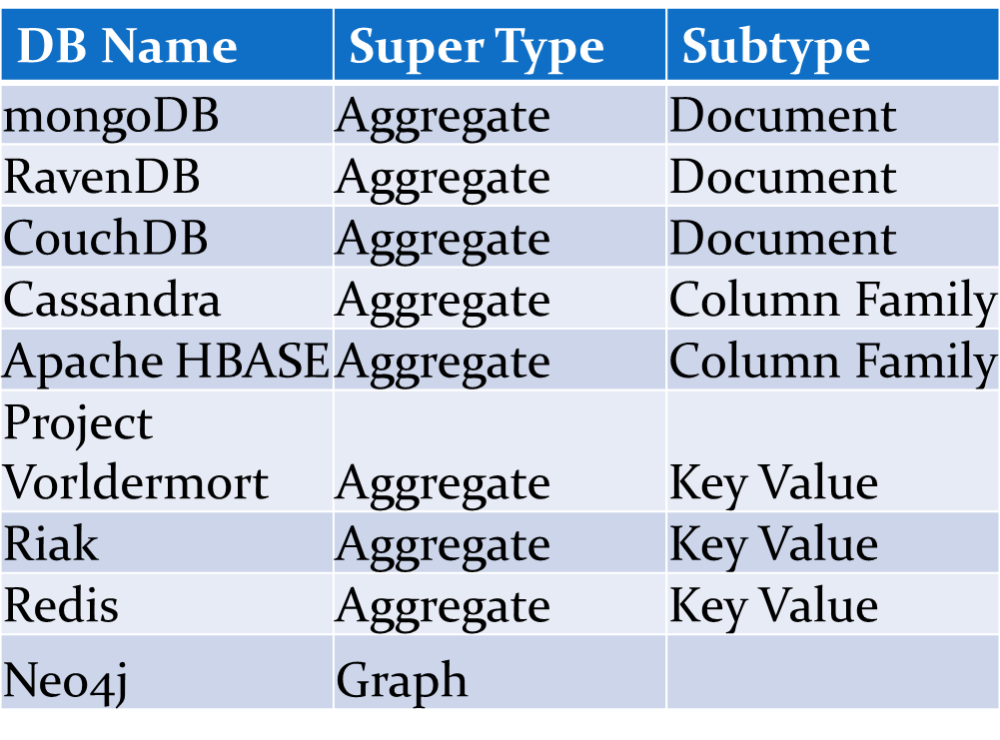 DB Name Super Type Subtype
mongoDB Aggregate Document
RavenDB Aggregate Document
CouchDB Aggregate Document
Cassandra Aggregate Column Family
Apache HBASE Aggregate Column Family
Project
Vorldermort Aggregate Key Value
Riak Aggregate Key Value
Redis Aggregate Key Value
Neo4j Graph